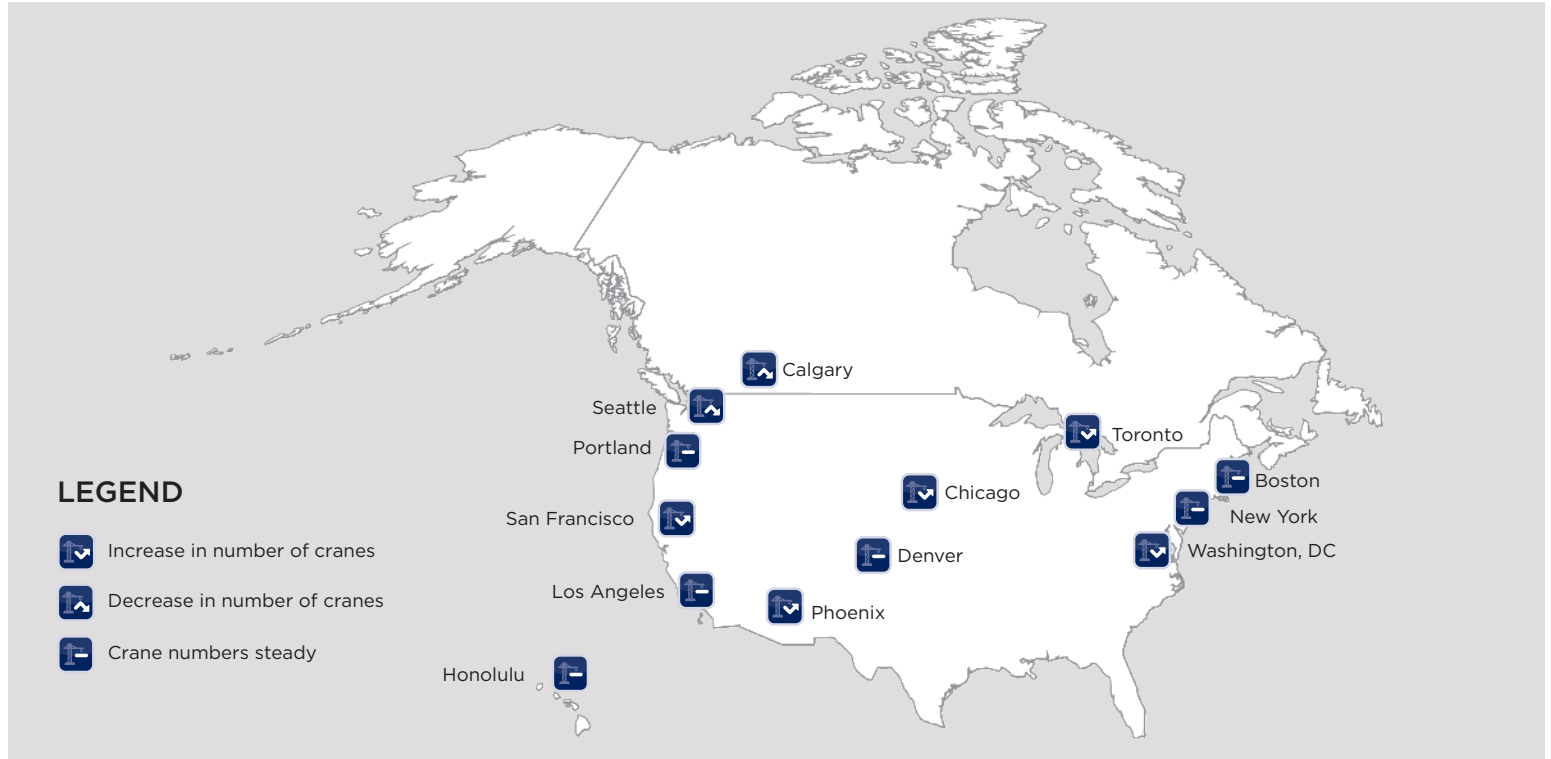 Calgary
Seattle
Toronto
Portland
Boston
LEGEND
Chicago
New York
San Francisco
Increase in number of cranes
Washington, DC
Denver
Los Angeles
Decrease in number of cranes
Phoenix
Crane numbers steady
Honolulu